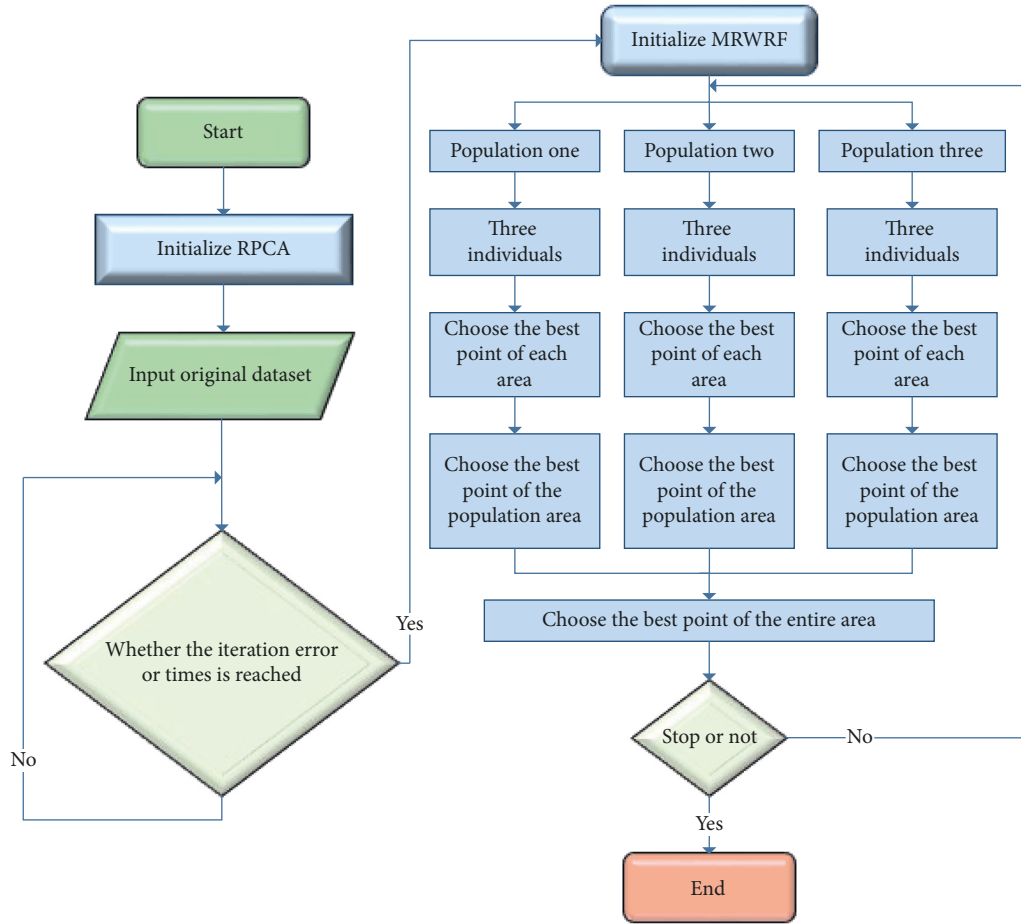 Start
Initialize RPCA
Input original dataset
Whether the iteration error
or times is reached
No
Yes
Initialize MRWRF
Population one
Population two
Population three
Three
individuals
Three
individuals
Three
individuals
Choose the best
point of each
area
Choose the best
point of each
area
Choose the best
point of each
area
Choose the best
point of the
population area
Choose the best
point of the
population area
Choose the best
point of the
population area
Choose the best point of the entire area
Stop or not
No
Yes
End